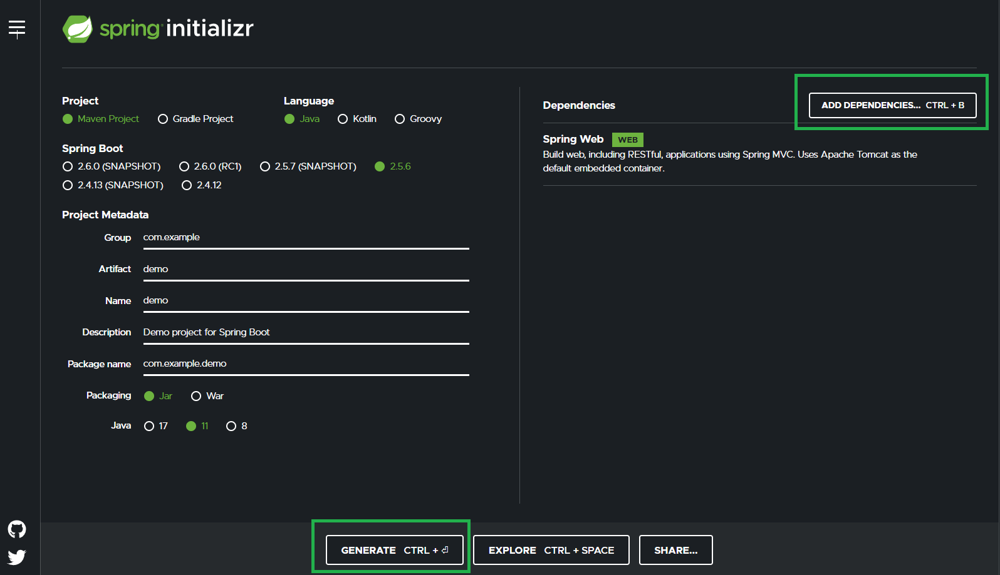 spring initializr
Project
Maven Project Gradle Project
Language
Java Kotlin Groovy
Spring Boot
2.6.0 (SNAPSHOT) 2.6.0 (RC1) 2.5.7 (SNAPSHOT) 2.5.6
2.4.13 (SNAPSHOT) 2.4.12
Project Metadata
Group com.example
Artifact demo
Name demo
Description Demo project for Spring Boot
Package name com.example.demo
Packaging Jar War
Java 17 11 8
Dependencies
ADD DEPENDENCIES... CTRL + B
Spring Web WEB
Build web, including RESTful, applications using Spring MVC. Uses Apache Tomcat as the
default embedded container.
GENERATE CTRL + ⏎
EXPLORE CTRL + SPACE
SHARE...